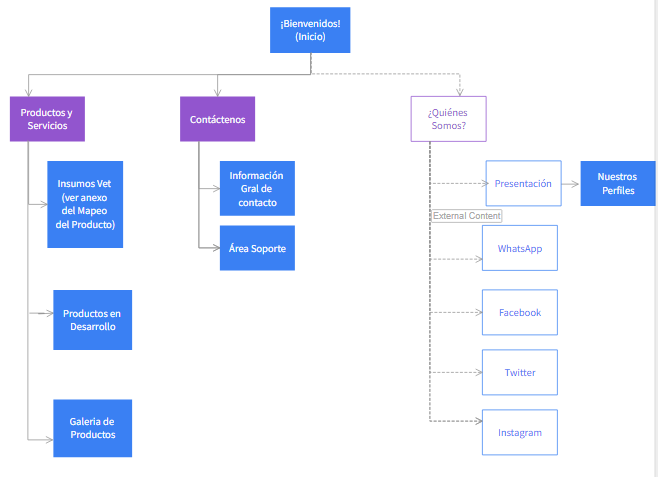 ¡Bienvenidos!
(Inicio)
Productos y
Servicios
Contáctenos
¿Quiénes
Somos?
Insumos Vet
(ver anexo
del Mapeo
del Producto)
Información
Gral de
contacto
Presentación
Nuestros
Perfiles
External Content
Área Soporte
WhatsApp
Productos en
Desarrollo
Facebook
Twitter
Galeria de
Productos
Instagram